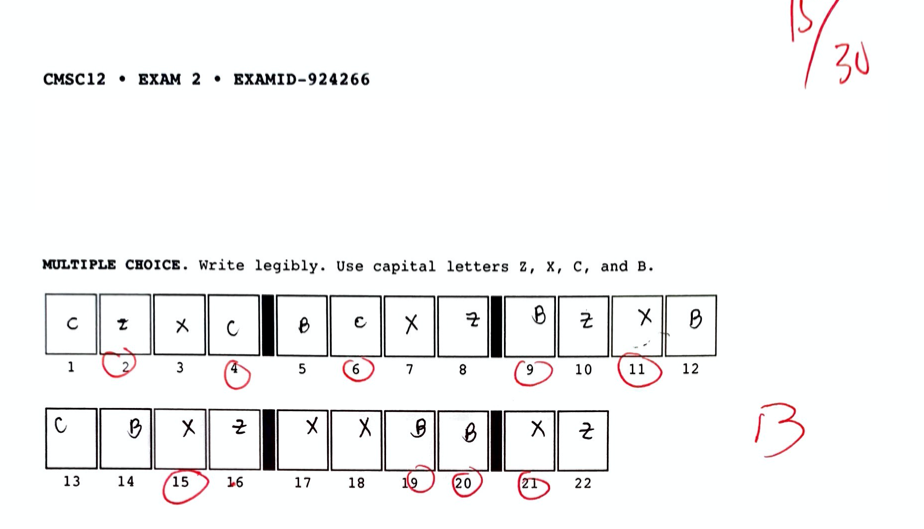 15/30
CMSC12 • EXAM 2 • EXAMID-924266
MULTIPLE CHOICE. Write legibly. Use capital letters Z, X, C, and B.
C Z X C B C X Z B Z X B
1 2 3 4 5 6 7 8 9 10 11 12
C B X Z X X B B X Z
13 14 15 16 17 18 19 20 21 22
13